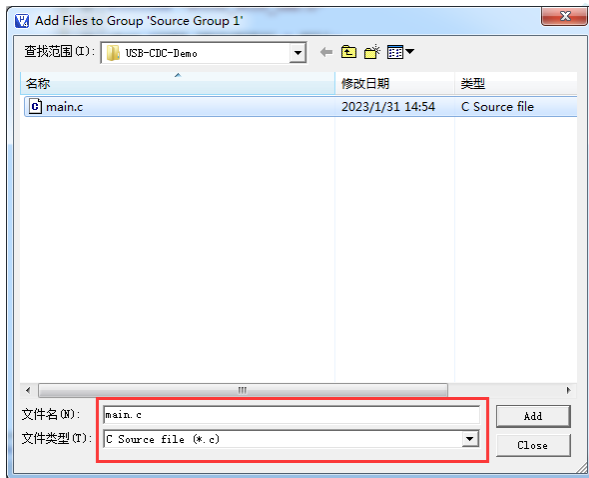 Add Files to Group 'Source Group 1'
查找范围(I): USB-CDC-Demo
名称 修改日期 类型
main.c 2023/1/31 14:54 C Source file
文件名(N): main.c Add
文件类型(T): C Source file (*.c) Close